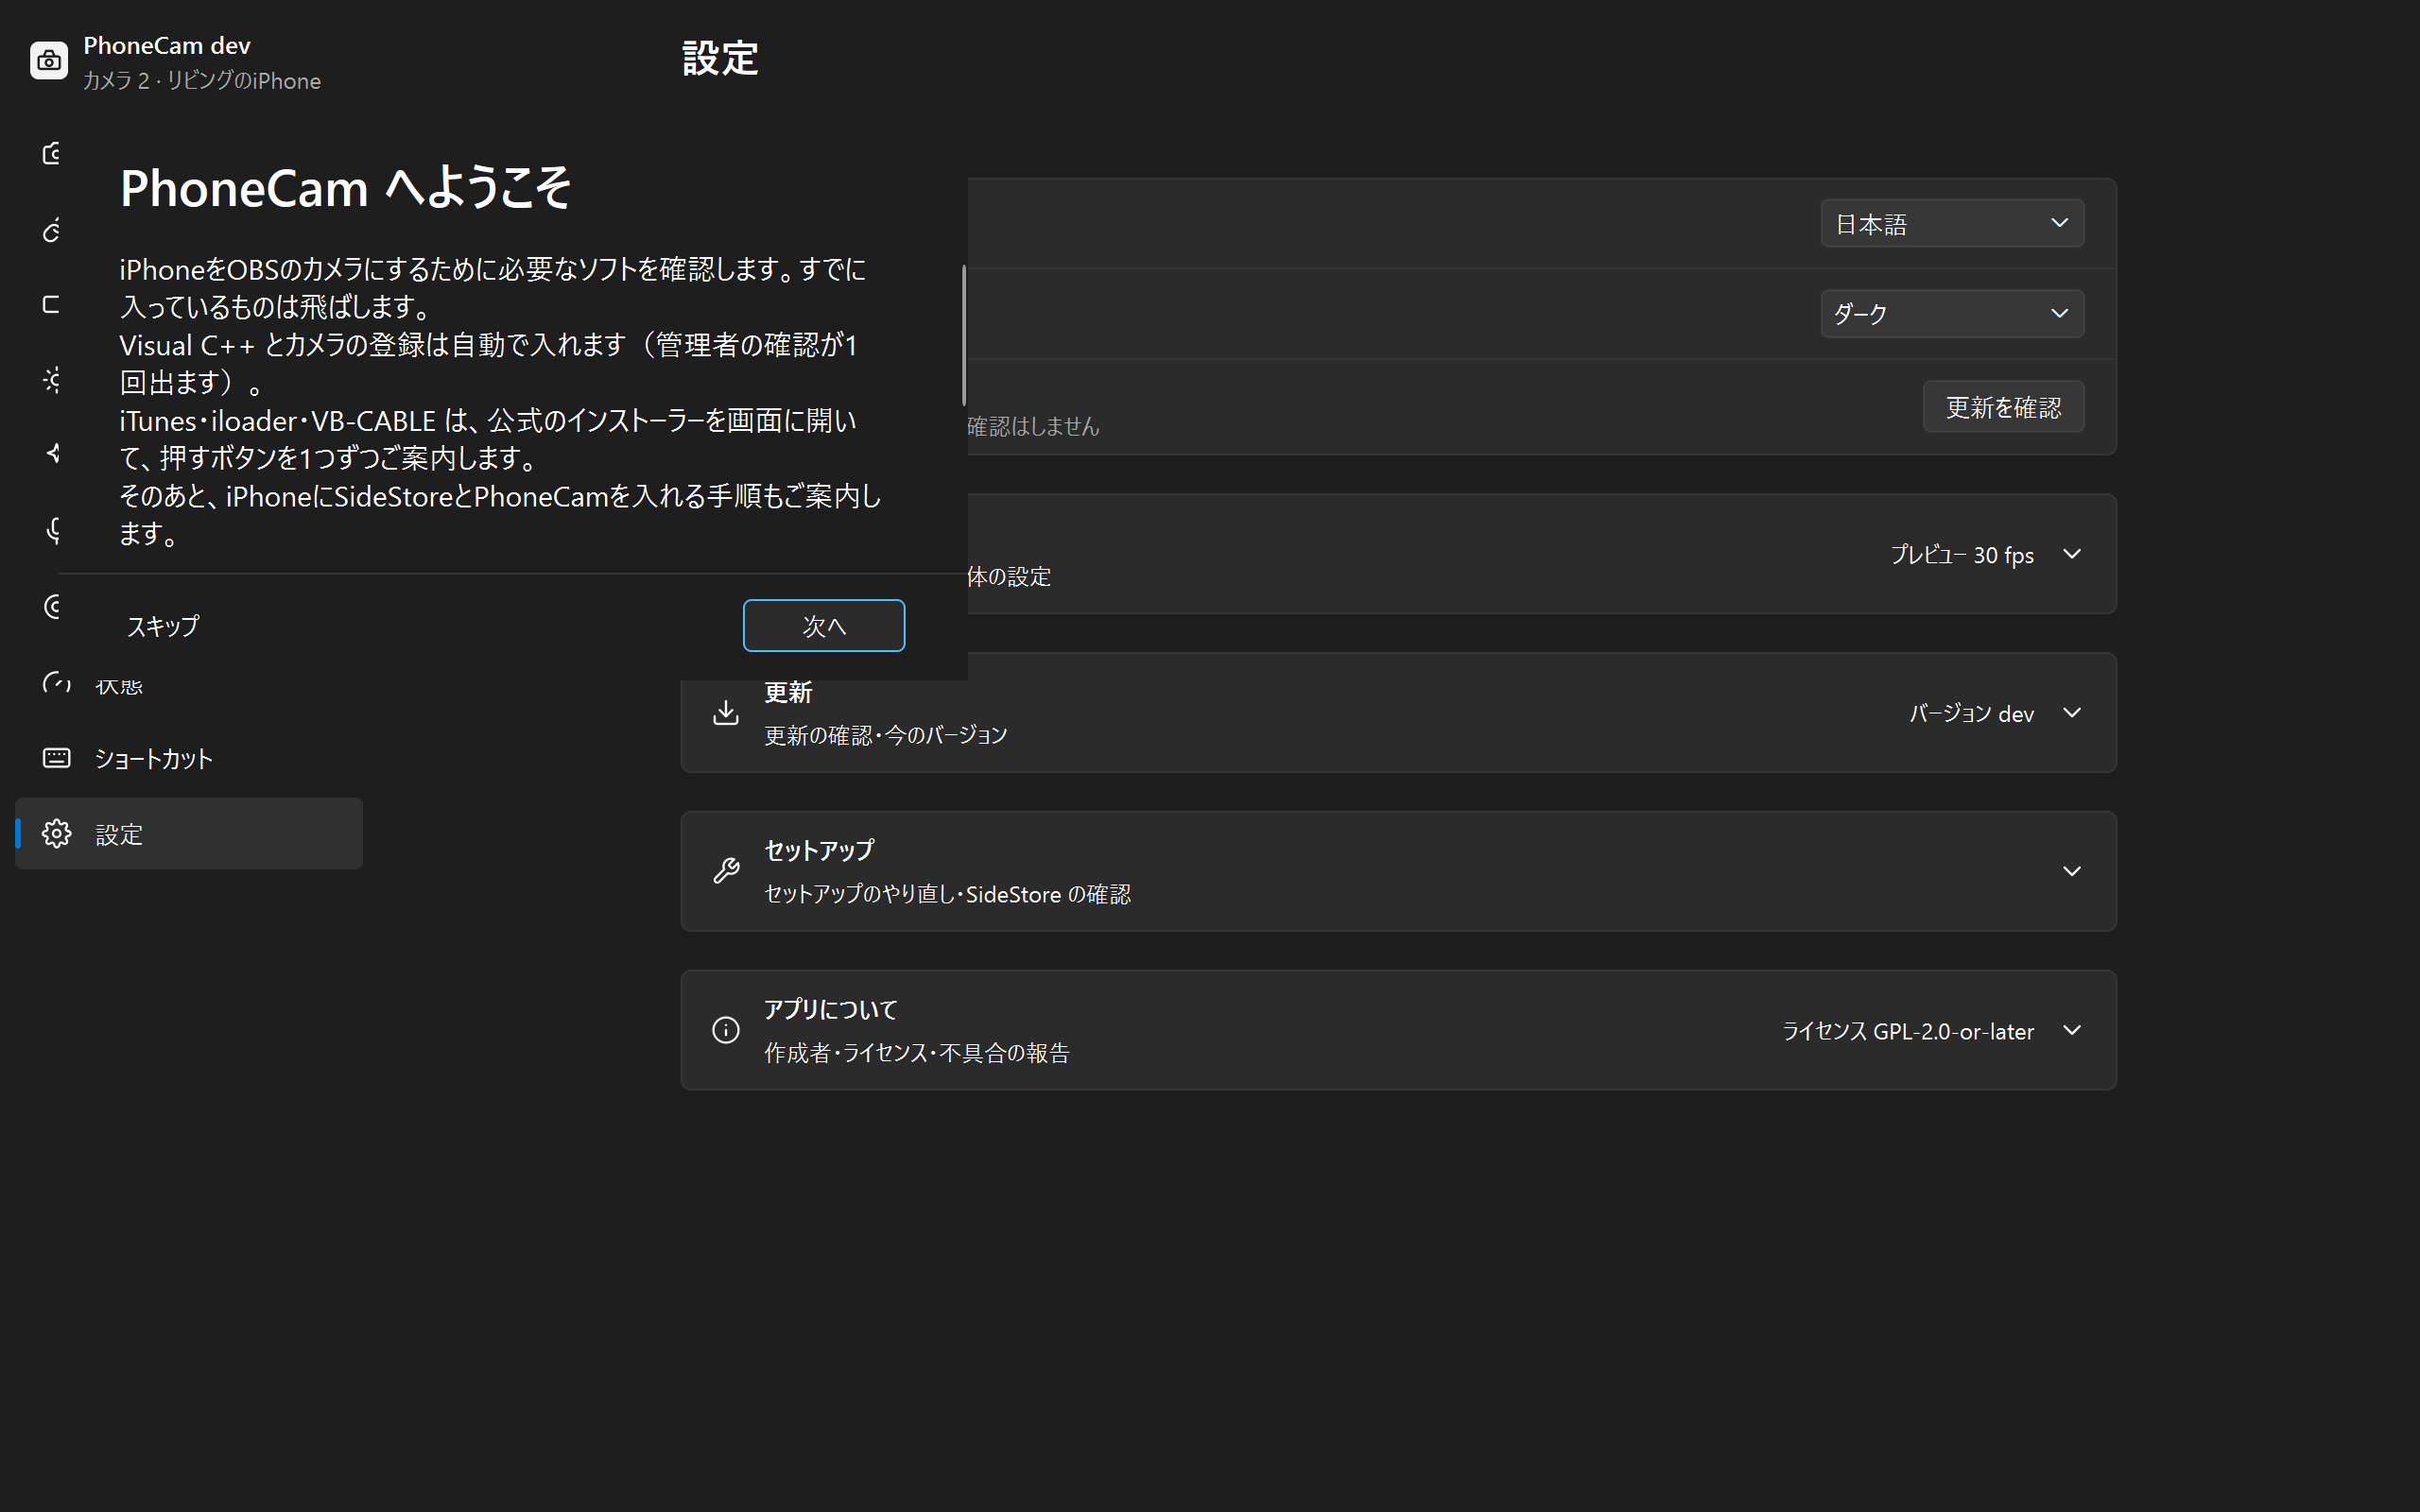 PhoneCam dev
カメラ 2 · リビングのiPhone
設定
PhoneCam へようこそ
iPhoneをOBSのカメラにするために必要なソフトを確認します。すでに
入っているものは飛ばします。
Visual C++ とカメラの登録は自動で入れます（管理者の確認が1
回出ます）。
iTunes・iloader・VB-CABLE は、公式のインストーラーを画面に開い
て、押すボタンを1つずつご案内します。
そのあと、iPhoneにSideStoreとPhoneCamを入れる手順もご案内し
ます。
スキップ
次へ
日本語
ダーク
確認はしません
更新を確認
体の設定
プレビュー 30 fps
状態
ショートカット
設定
更新
更新の確認・今のバージョン
バージョン dev
セットアップ
セットアップのやり直し・SideStore の確認
アプリについて
作成者・ライセンス・不具合の報告
ライセンス GPL-2.0-or-later